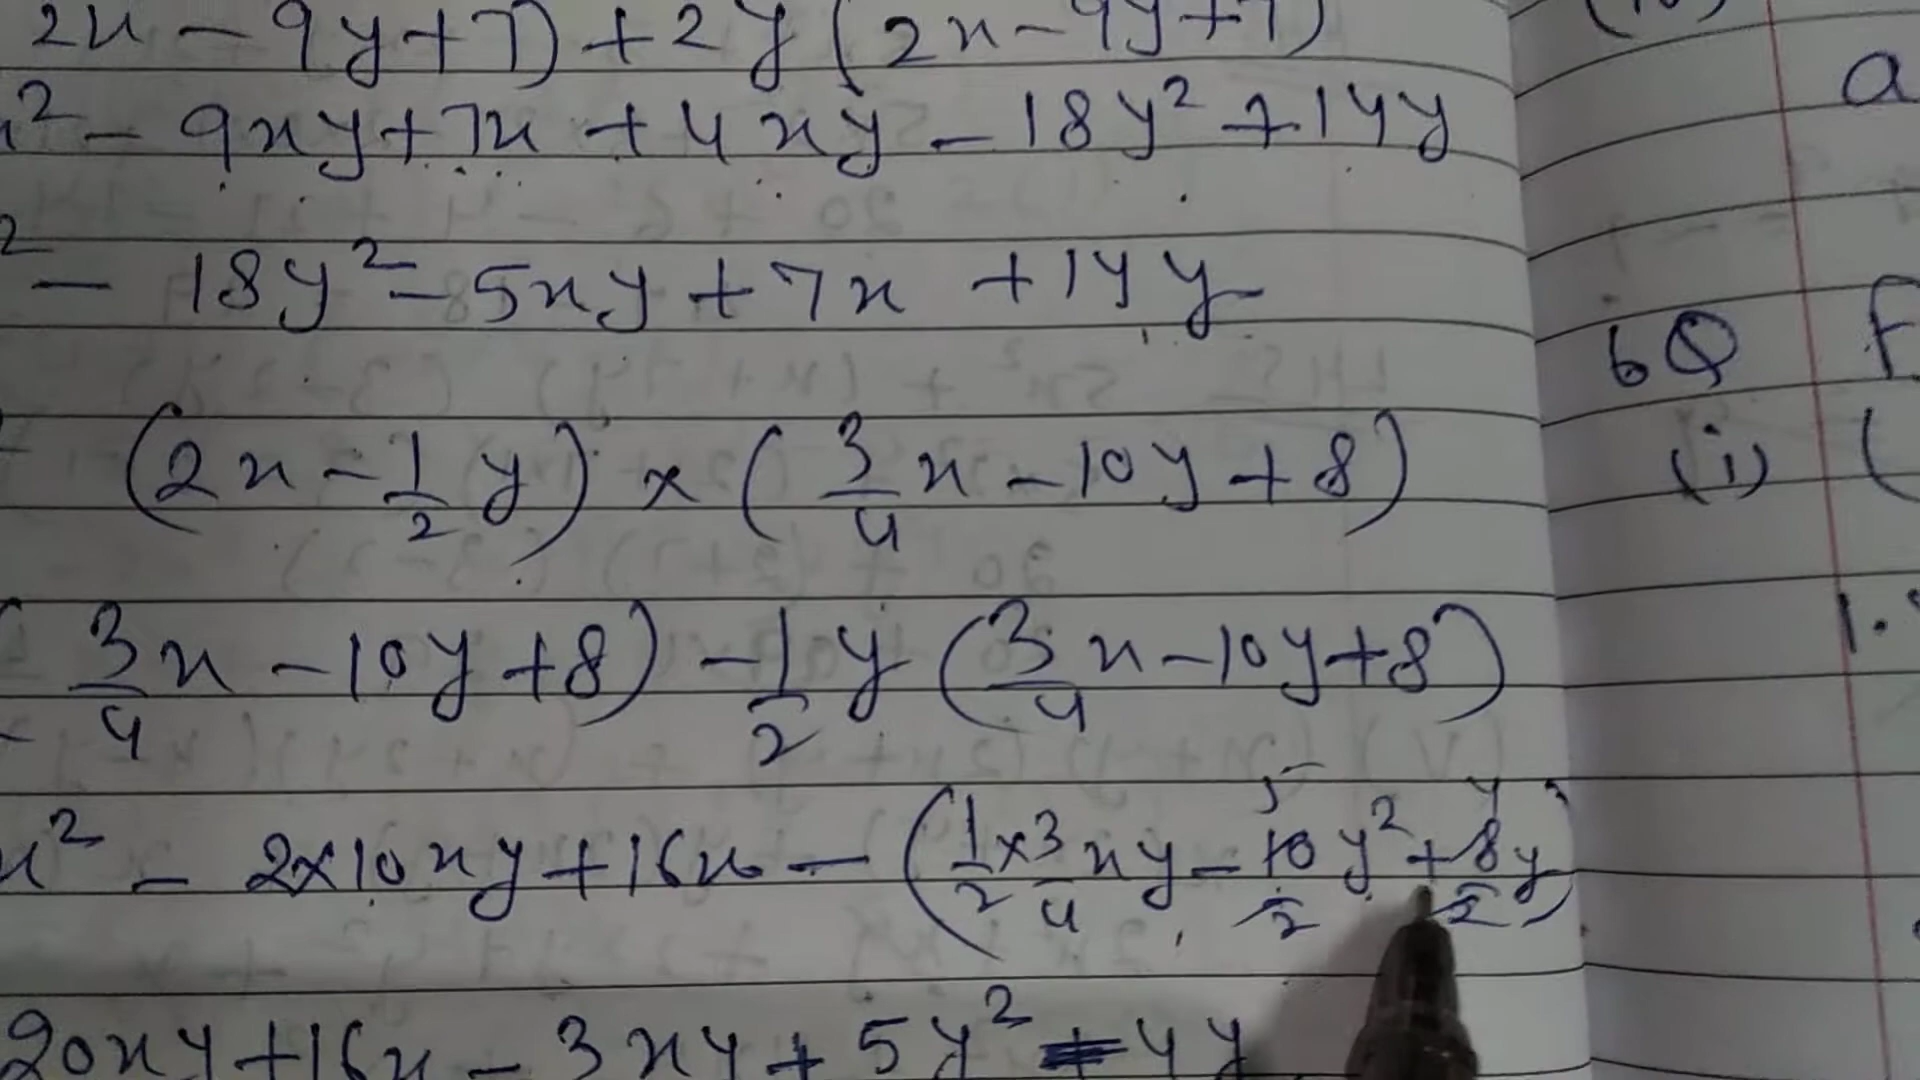 2x - 9y + 7) + 2y (2x - 9y + 7)
x² - 9xy + 7x + 4xy - 18y² + 14y
² - 18y² - 5xy + 7x + 14y
(2x - 1/2 y) × (3/4 x - 10y + 8)
(3/4 x - 10y + 8) - 1/2 y (3/4 x - 10y + 8)
x² - 2×10xy + 16x - (1/2 × 3/4 xy - 10/2 y² + 8/2 y)
20xy + 16x - 3xy + 5y² - 4y
a
6Q
(i) (
1.